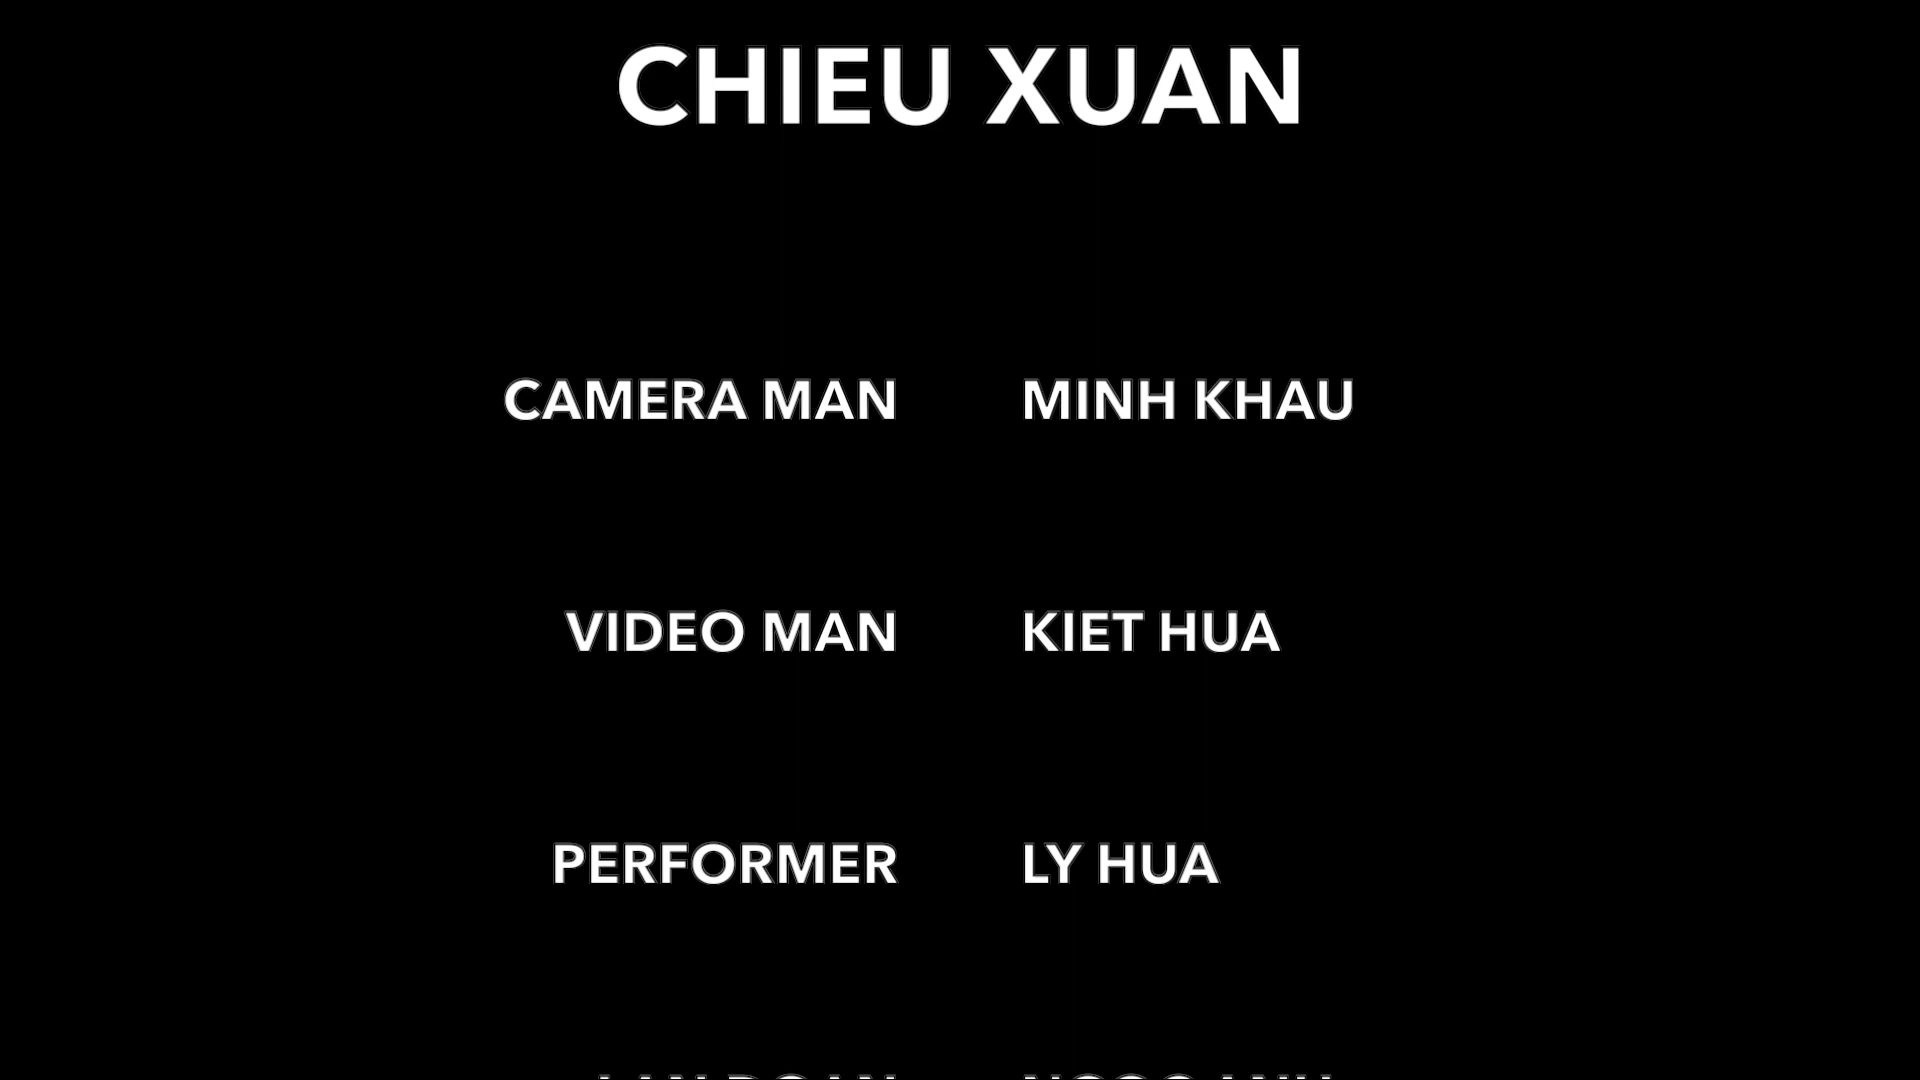 CHIEU XUAN
CAMERA MAN MINH KHAU
VIDEO MAN KIET HUA
PERFORMER LY HUA